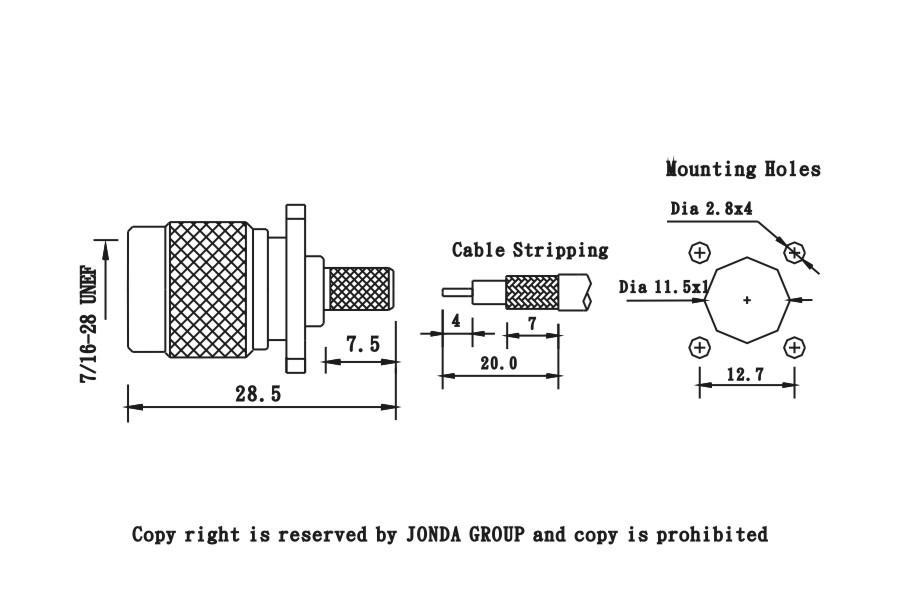 Mounting Holes
Dia 2.8x4
Cable Stripping
Dia 11.5x1
7/16-28 UNEF
4
7
7.5
20.0
12.7
28.5
Copy right is reserved by JONDA GROUP and copy is prohibited